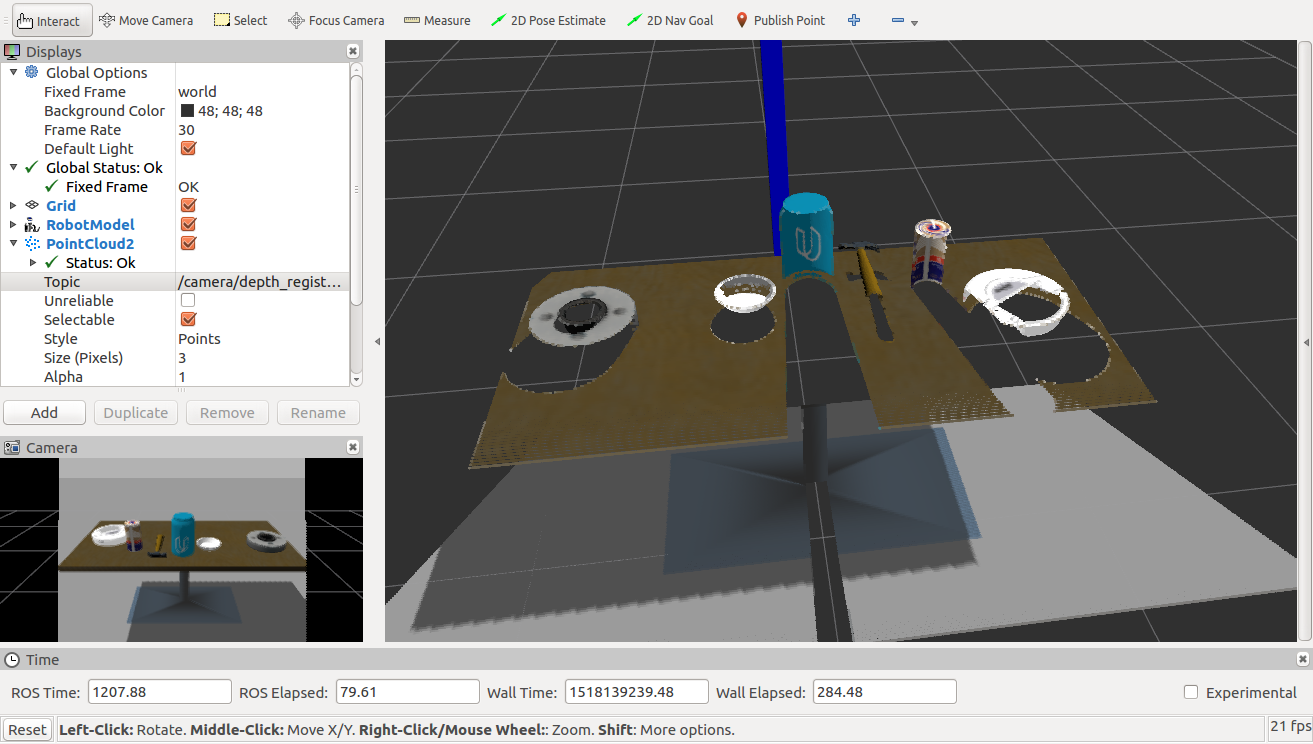 Interact Move Camera Select Focus Camera Measure 2D Pose Estimate 2D Nav Goal Publish Point
Displays
Global Options
Fixed Frame world
Background Color 48; 48; 48
Frame Rate 30
Default Light
Global Status: Ok
Fixed Frame OK
Grid
RobotModel
PointCloud2
Status: Ok
Topic /camera/depth_regist...
Unreliable
Selectable
Style Points
Size (Pixels) 3
Alpha 1
Add Duplicate Remove Rename
Camera
Time
ROS Time: 1207.88 ROS Elapsed: 79.61 Wall Time: 1518139239.48 Wall Elapsed: 284.48 Experimental
Reset Left-Click: Rotate. Middle-Click: Move X/Y. Right-Click/Mouse Wheel:: Zoom. Shift: More options. 21 fps